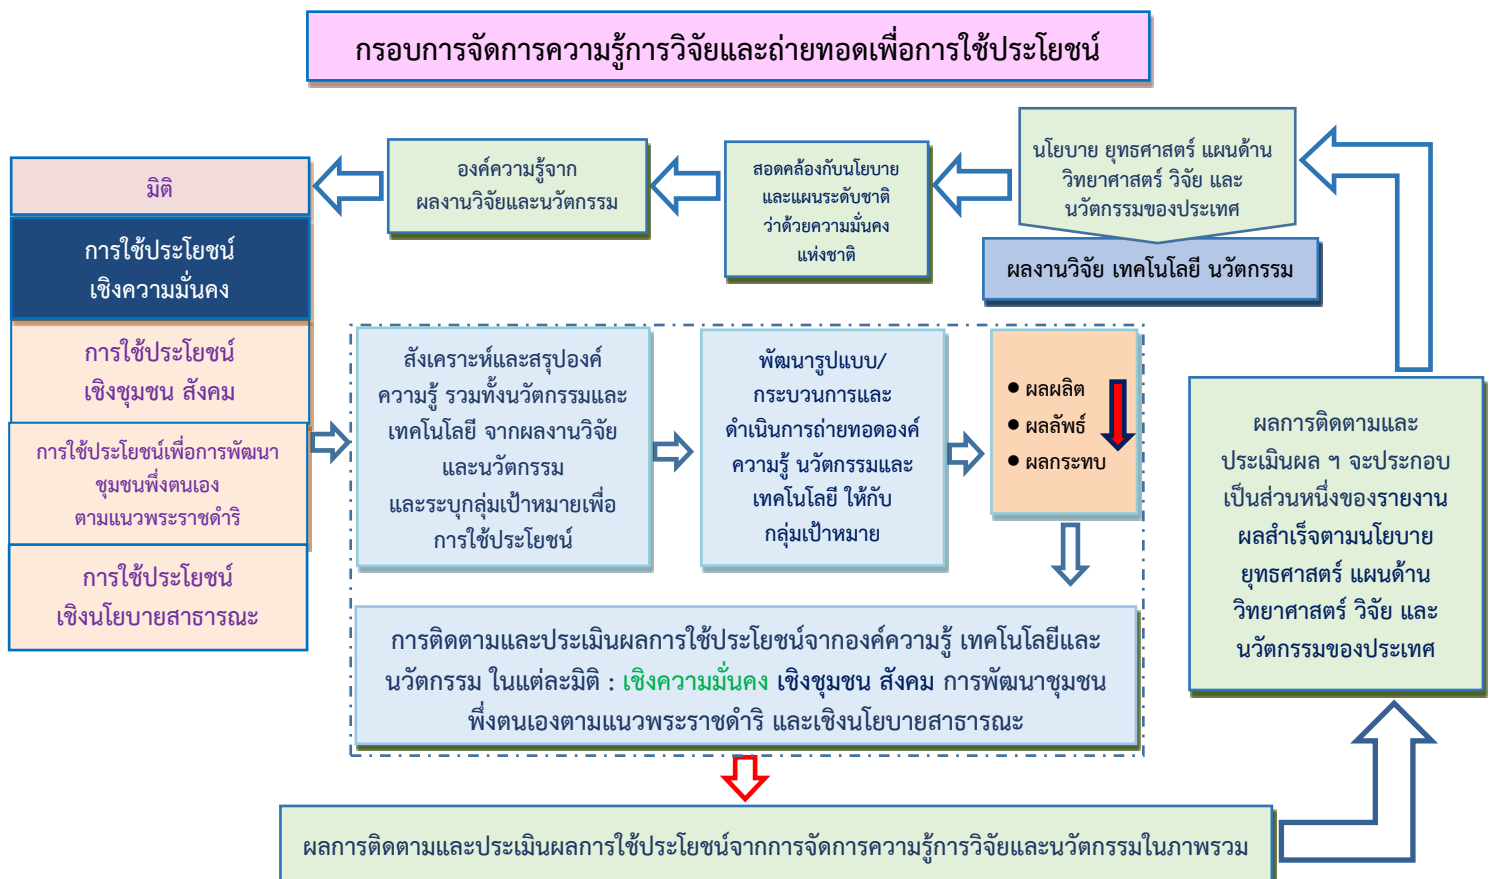 กรอบการจัดการความรู้การวิจัยและถ่ายทอดเพื่อการใช้ประโยชน์
นโยบาย ยุทธศาสตร์ แผนด้าน
วิทยาศาสตร์ วิจัย และ
นวัตกรรมของประเทศ
ผลงานวิจัย เทคโนโลยี นวัตกรรม
สอดคล้องกับนโยบาย
และแผนระดับชาติ
ว่าด้วยความมั่นคง
แห่งชาติ
องค์ความรู้จาก
ผลงานวิจัยและนวัตกรรม
มิติ
การใช้ประโยชน์
เชิงความมั่นคง
การใช้ประโยชน์
เชิงชุมชน สังคม
การใช้ประโยชน์เพื่อการพัฒนา
ชุมชนพึ่งตนเอง
ตามแนวพระราชดำริ
การใช้ประโยชน์
เชิงนโยบายสาธารณะ
สังเคราะห์และสรุปองค์
ความรู้ รวมทั้งนวัตกรรมและ
เทคโนโลยี จากผลงานวิจัย
และนวัตกรรม
และระบุกลุ่มเป้าหมายเพื่อ
การใช้ประโยชน์
พัฒนารูปแบบ/
กระบวนการและ
ดำเนินการถ่ายทอดองค์
ความรู้ นวัตกรรมและ
เทคโนโลยี ให้กับ
กลุ่มเป้าหมาย
● ผลผลิต
● ผลลัพธ์
● ผลกระทบ
การติดตามและประเมินผลการใช้ประโยชน์จากองค์ความรู้ เทคโนโลยีและ
นวัตกรรม ในแต่ละมิติ : เชิงความมั่นคง เชิงชุมชน สังคม การพัฒนาชุมชน
พึ่งตนเองตามแนวพระราชดำริ และเชิงนโยบายสาธารณะ
ผลการติดตามและประเมินผลการใช้ประโยชน์จากการจัดการความรู้การวิจัยและนวัตกรรมในภาพรวม
ผลการติดตามและ
ประเมินผล ฯ จะประกอบ
เป็นส่วนหนึ่งของรายงาน
ผลสำเร็จตามนโยบาย
ยุทธศาสตร์ แผนด้าน
วิทยาศาสตร์ วิจัย และ
นวัตกรรมของประเทศ